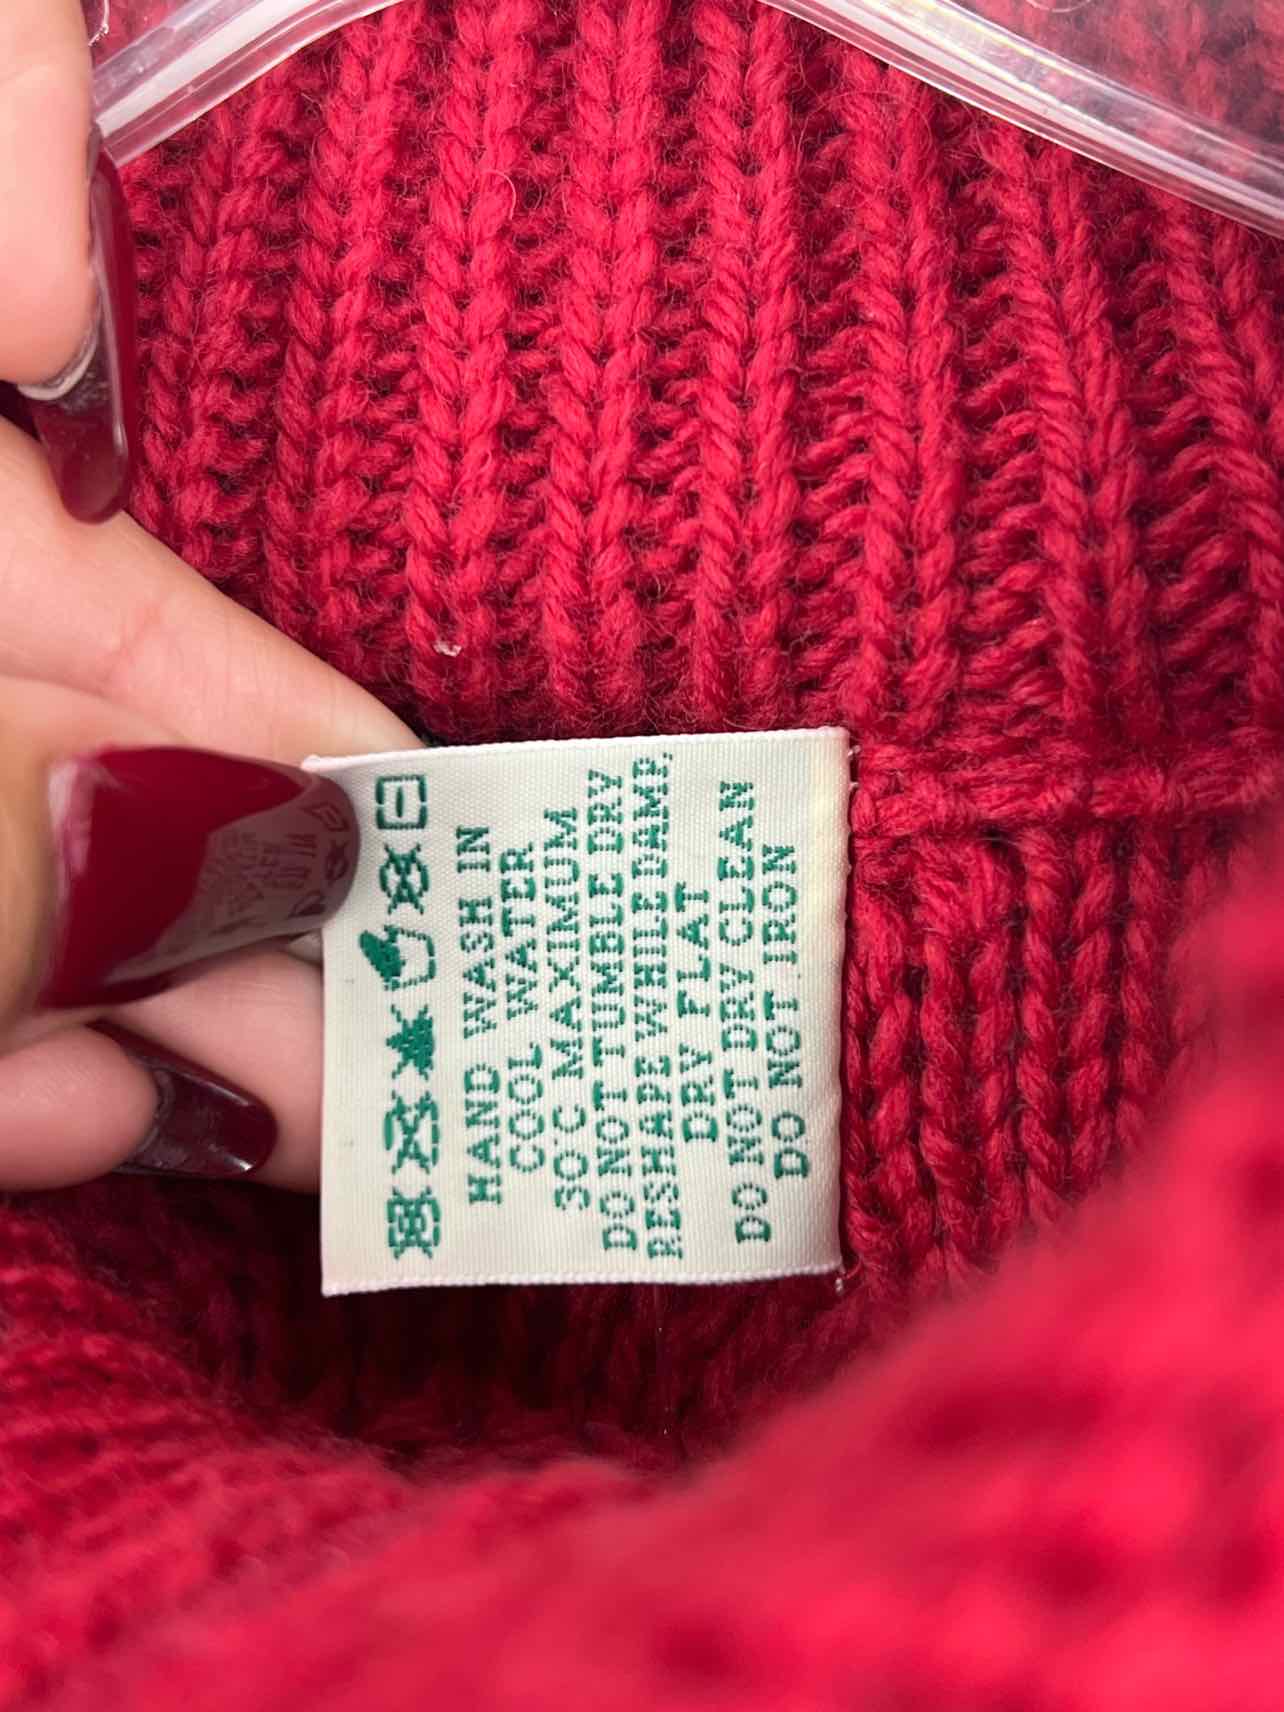 HAND WASH IN
COOL WATER
30°C MAXIMUM
DO NOT TUMBLE DRY
RESHAPE WHILE DAMP.
DRY FLAT
DO NOT DRY CLEAN
DO NOT IRON